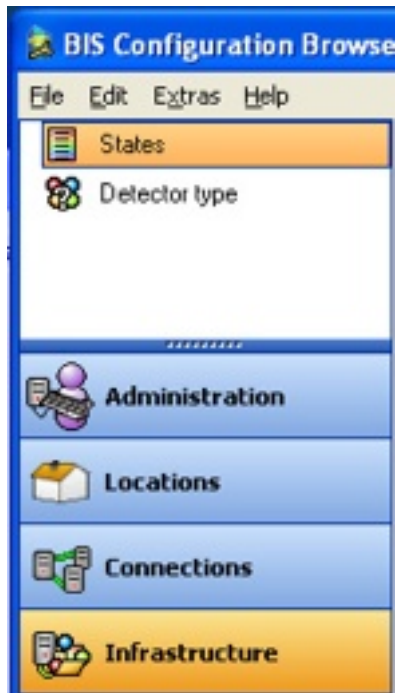 BIS Configuration Browse
File Edit Extras Help
States
Detector type
Administration
Locations
Connections
Infrastructure